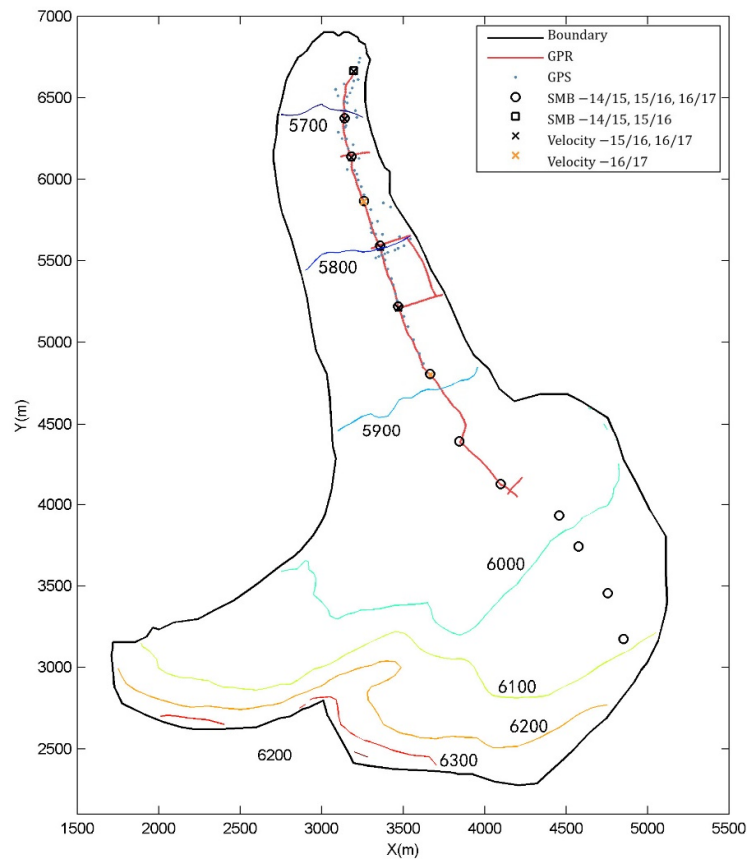 7000
6500
6000
5500
5000
4500
4000
3500
3000
2500
Y(m)
Boundary
GPR
GPS
SMB −14/15, 15/16, 16/17
SMB −14/15, 15/16
Velocity −15/16, 16/17
Velocity −16/17
5700
5800
5900
6000
6100
6200
6200
6300
1500 2000 2500 3000 3500 4000 4500 5000 5500
X(m)